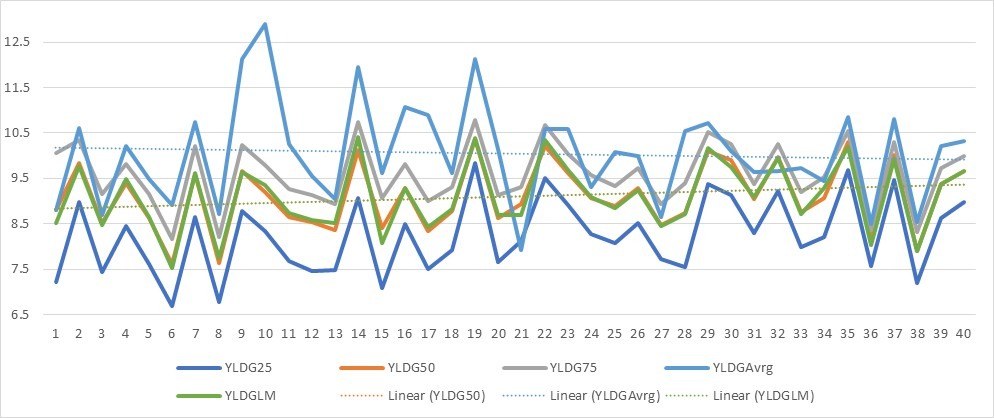 12.5
11.5
10.5
9.5
8.5
7.5
6.5
1 2 3 4 5 6 7 8 9 10 11 12 13 14 15 16 17 18 19 20 21 22 23 24 25 26 27 28 29 30 31 32 33 34 35 36 37 38 39 40
YLDG25 YLDG50 YLDG75 YLDGAvrg
YLDGLM Linear (YLDG50) Linear (YLDGAvrg) Linear (YLDGLM)